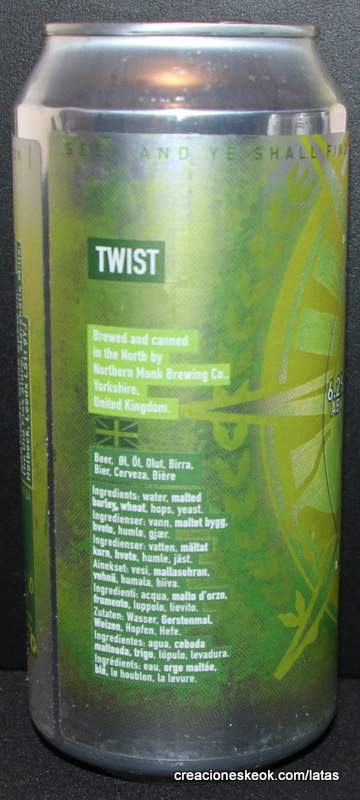 SEEK AND YE SHALL FIND
TWIST
Brewed and canned
in the North by
Northern Monk Brewing Co.,
Yorkshire,
United Kingdom.
6.2%
ABV
Beer, Øl, Öl, Olut, Birra,
Bier, Cerveza, Bière
Ingredients: water, malted
barley, wheat, hops, yeast.
Ingredienser: vann, maltet bygg,
hvete, humle, gjær.
Ingredienser: vatten, mältat
korn, hvete, humle, jäst.
Ainekset: vesi, mallasohran,
vehnä, humala, hiiva.
Ingredienti: acqua, malto d'orzo,
frumento, luppolo, lievito.
Zutaten: Wasser, Gerstenmal,
Weizen, Hopfen, Hefe.
Ingredientes: agua, cebada
malteada, trigo, lúpulo, levadura.
Ingrédients: eau, orge maltée,
blé, le houblon, la levure.
creacioneskeok.com/latas